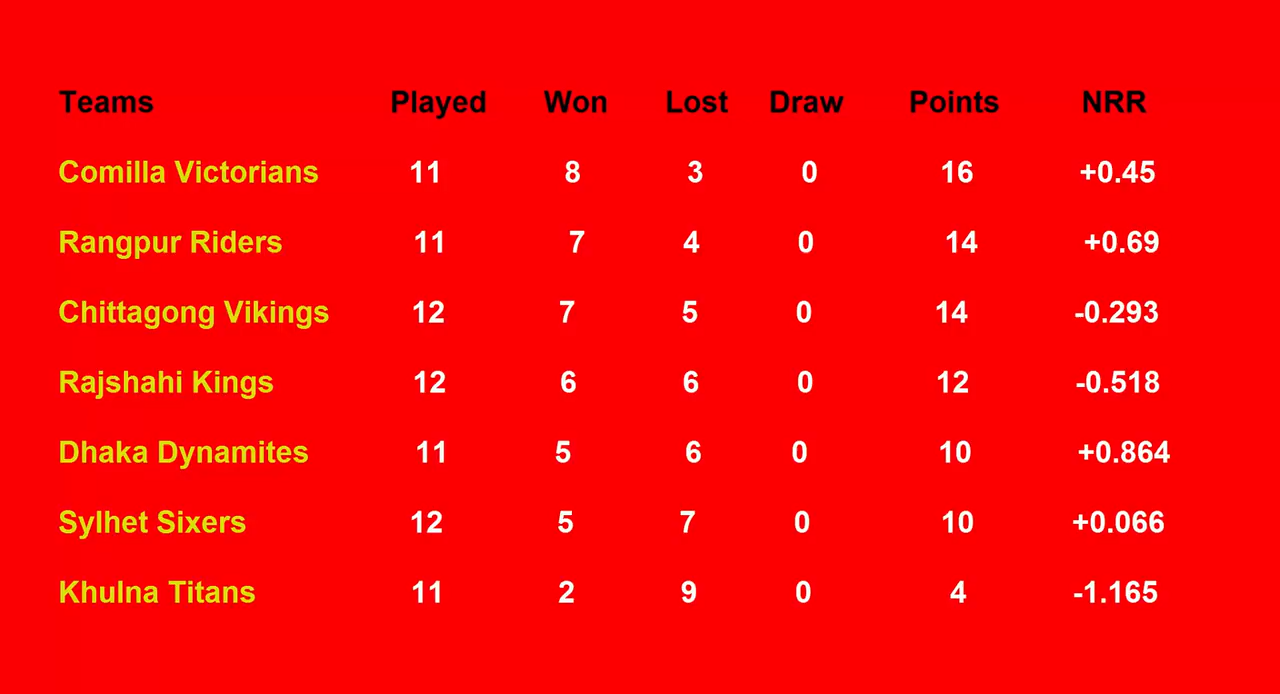 Teams Played Won Lost Draw Points NRR
Comilla Victorians 11 8 3 0 16 +0.45
Rangpur Riders 11 7 4 0 14 +0.69
Chittagong Vikings 12 7 5 0 14 -0.293
Rajshahi Kings 12 6 6 0 12 -0.518
Dhaka Dynamites 11 5 6 0 10 +0.864
Sylhet Sixers 12 5 7 0 10 +0.066
Khulna Titans 11 2 9 0 4 -1.165